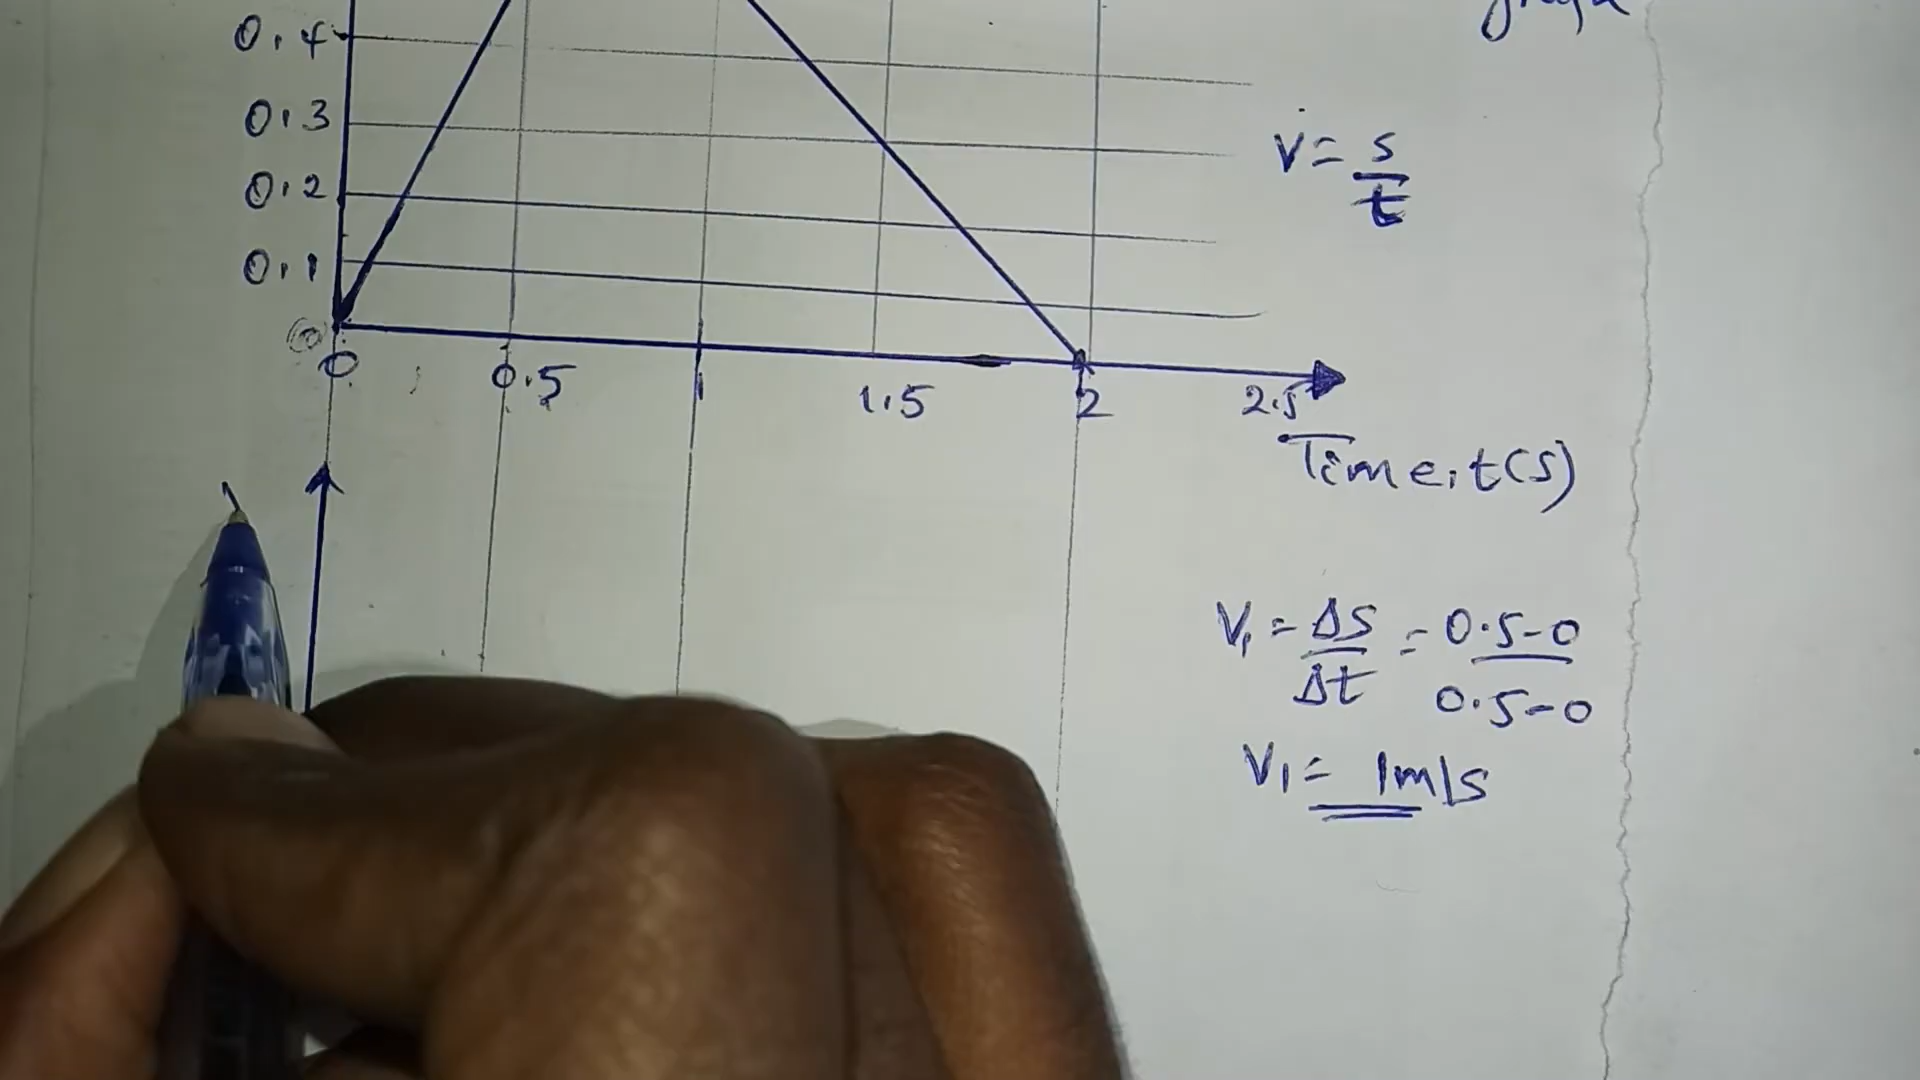 0.4
0.3
V = s/t
0.2
0.1
0
0 0.5 1 1.5 2 2.5
Time, t(s)
V₁ = ΔS/Δt = 0.5-0/0.5-0
V₁ = 1m/s